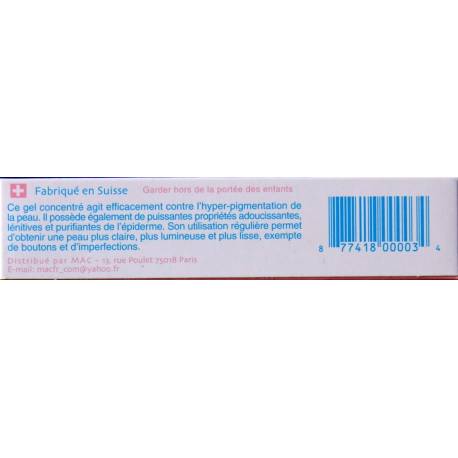 Fabriqué en Suisse Garder hors de la portée des enfants
Ce gel concentré agit efficacement contre l'hyper-pigmentation de
la peau. Il possède également de puissantes propriétés adoucissantes,
lénitives et purifiantes de l'épiderme. Son utilisation régulière permet
d'obtenir une peau plus claire, plus lumineuse et plus lisse, exempte
de boutons et d'imperfections.
Distribué par MAC - 13, rue Poulet 75018 Paris
E-mail: macfr_com@yahoo.fr
8 77418 00003 4